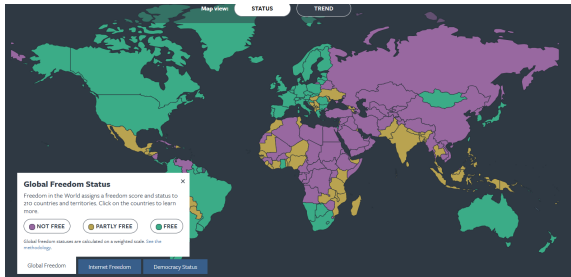 Map view: STATUS TREND
Global Freedom Status ×
Freedom in the World assigns a freedom score and status to
210 countries and territories. Click on the countries to learn
more.
NOT FREE PARTLY FREE FREE
Global freedom statuses are calculated on a weighted scale. See the
methodology.
Global Freedom Internet Freedom Democracy Status